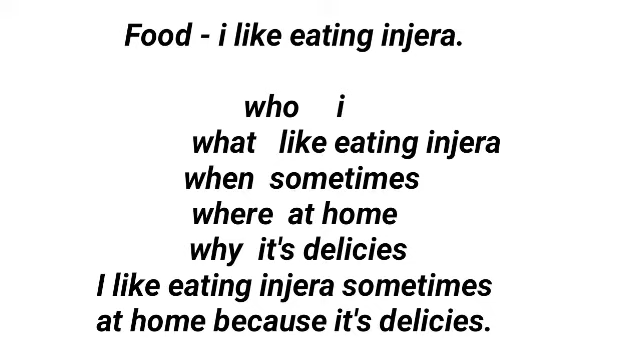 Food - i like eating injera.
who i
what like eating injera
when sometimes
where at home
why it's delicies
I like eating injera sometimes
at home because it's delicies.